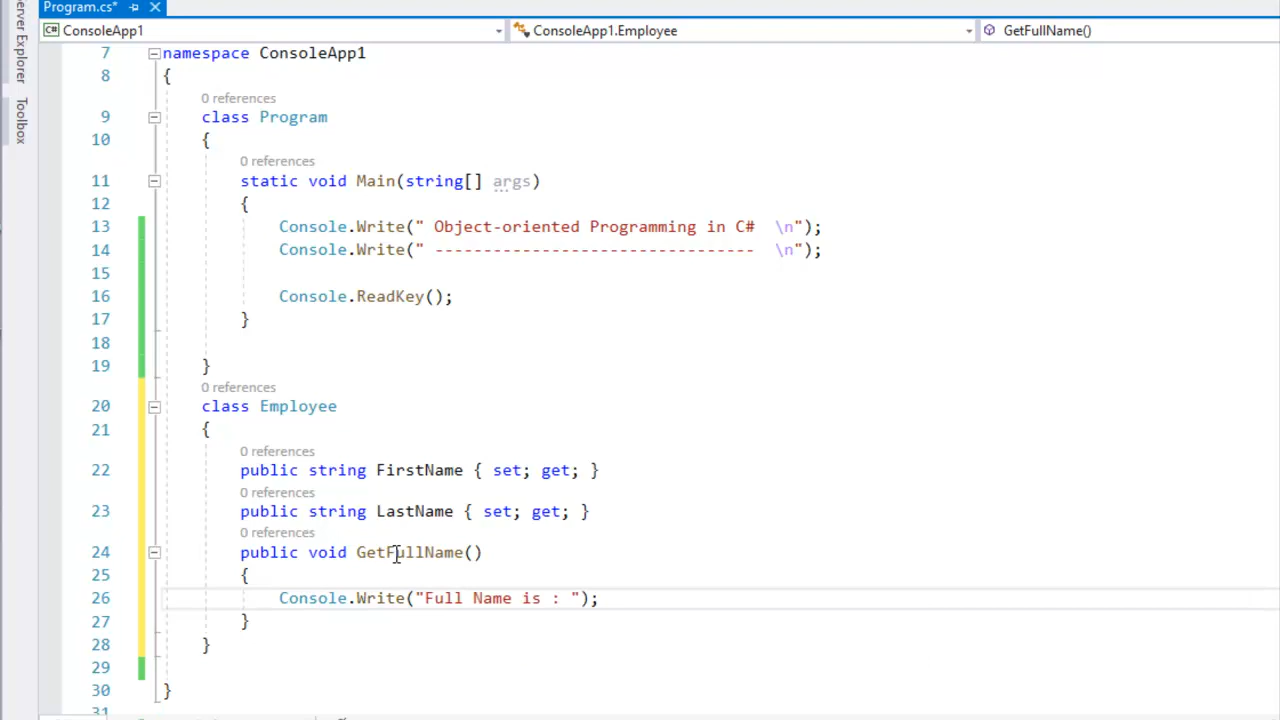 Program.cs*
Server Explorer
Toolbox
C# ConsoleApp1
ConsoleApp1.Employee
GetFullName()
7 namespace ConsoleApp1
8 {
0 references
9 class Program
10 {
0 references
11 static void Main(string[] args)
12 {
13 Console.Write(" Object-oriented Programming in C#  \n");
14 Console.Write(" ---------------------------------  \n");
15
16 Console.ReadKey();
17 }
18
19 }
0 references
20 class Employee
21 {
0 references
22 public string FirstName { set; get; }
0 references
23 public string LastName { set; get; }
0 references
24 public void GetFullName()
25 {
26 Console.Write("Full Name is : ");
27 }
28 }
29
30 }
31